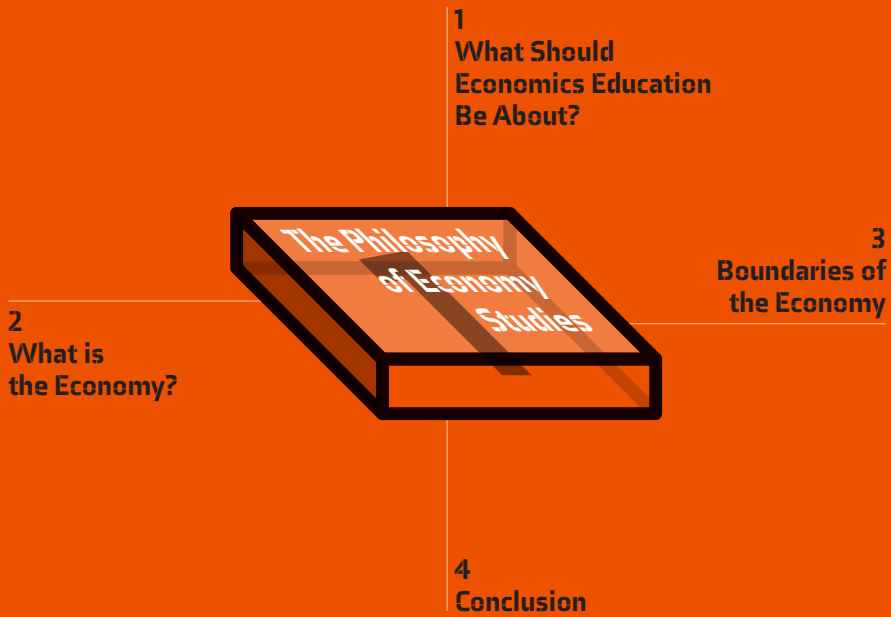 1
What Should
Economics Education
Be About?
The Philosophy
of Economy
Studies
3
Boundaries of
the Economy
2
What is
the Economy?
4
Conclusion